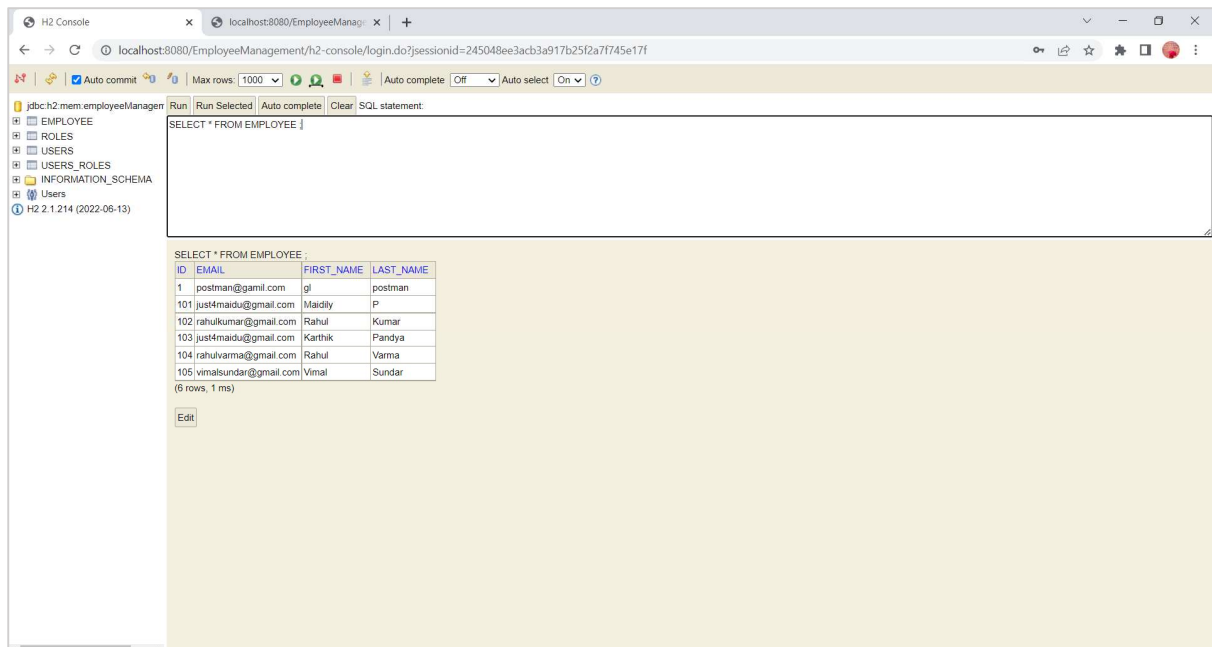 H2 Console
localhost:8080/EmployeeManage
localhost:8080/EmployeeManagement/h2-console/login.do?jsessionid=245048ee3acb3a917b25f2a7f745e17f
Auto commit Max rows: 1000 Auto complete Off Auto select On
jdbc:h2:mem:employeeManagem
EMPLOYEE
ROLES
USERS
USERS_ROLES
INFORMATION_SCHEMA
Users
H2 2.1.214 (2022-06-13)
Run Run Selected Auto complete Clear SQL statement:
SELECT * FROM EMPLOYEE ;
SELECT * FROM EMPLOYEE ;
ID EMAIL FIRST_NAME LAST_NAME
1 postman@gamil.com gl postman
101 just4maidu@gmail.com Maidily P
102 rahulkumar@gmail.com Rahul Kumar
103 just4maidu@gmail.com Karthik Pandya
104 rahulvarma@gmail.com Rahul Varma
105 vimalsundar@gmail.com Vimal Sundar
(6 rows, 1 ms)
Edit